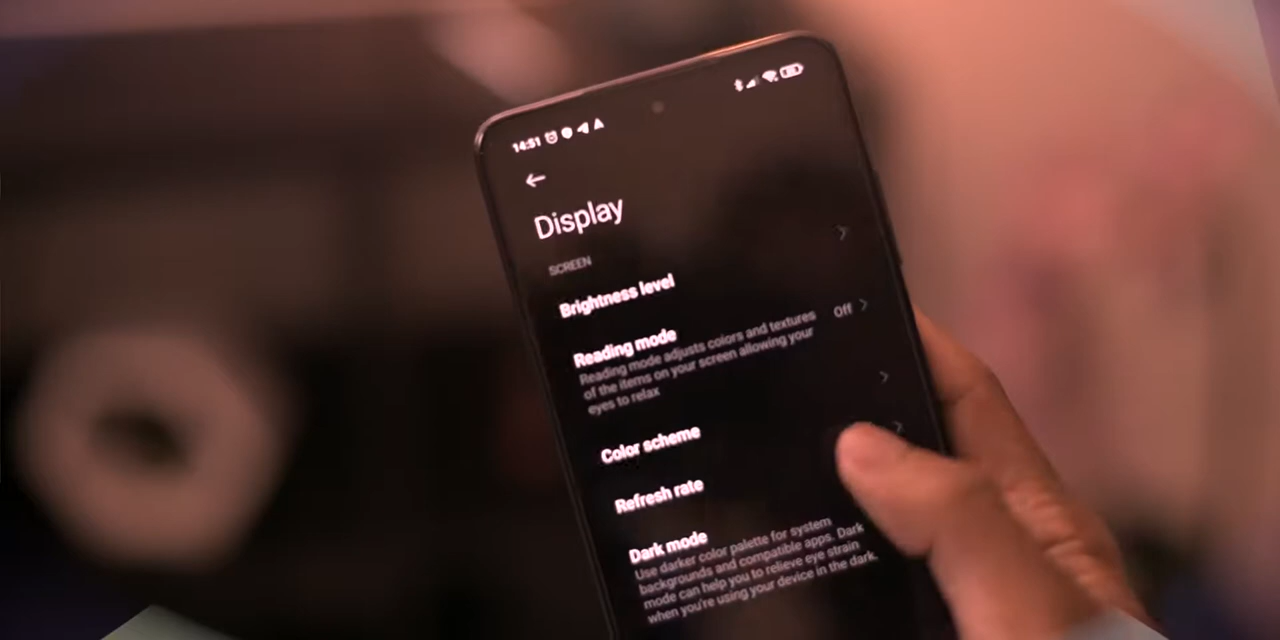 14:51
Display
SCREEN
Brightness level
Reading mode
Off
Reading mode adjusts colors and textures
of the items on your screen allowing your
eyes to relax
Color scheme
Refresh rate
Dark mode
Use darker color palette for system
backgrounds and compatible apps. Dark
mode can help you to relieve eye strain
when you're using your device in the dark.